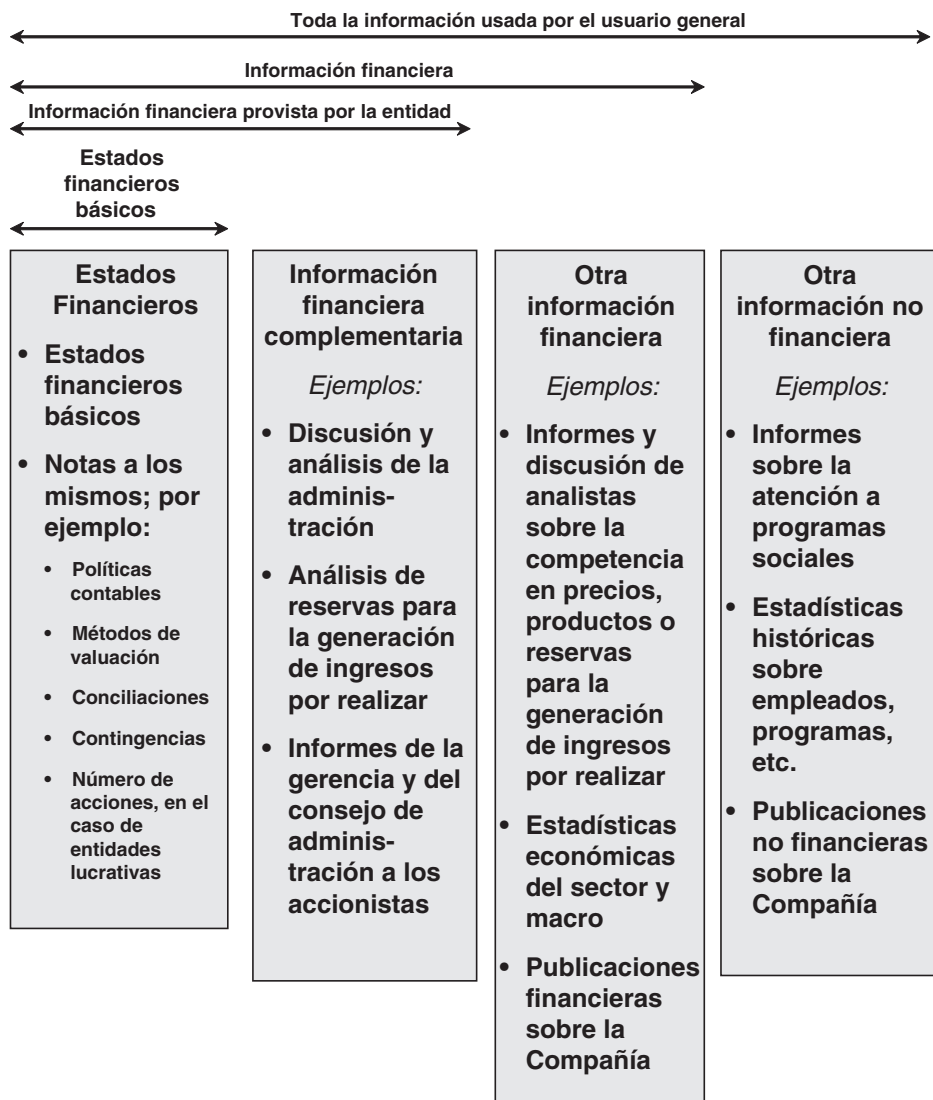 Toda la información usada por el usuario general
Información financiera
Información financiera provista por la entidad
Estados
financieros
básicos
Estados
Financieros
• Estados
financieros
básicos
• Notas a los
mismos; por
ejemplo:
• Políticas
contables
• Métodos de
valuación
• Conciliaciones
• Contingencias
• Número de
acciones, en el
caso de
entidades
lucrativas
Información
financiera
complementaria
Ejemplos:
• Discusión y
análisis de la
adminis-
tración
• Análisis de
reservas para
la generación
de ingresos
por realizar
• Informes de la
gerencia y del
consejo de
adminis-
tración a los
accionistas
Otra
información
financiera
Ejemplos:
• Informes y
discusión de
analistas
sobre la
competencia
en precios,
productos o
reservas
para la
generación
de ingresos
por realizar
• Estadísticas
económicas
del sector y
macro
• Publicaciones
financieras
sobre la
Compañía
Otra
información no
financiera
Ejemplos:
• Informes
sobre la
atención a
programas
sociales
• Estadísticas
históricas
sobre
empleados,
programas,
etc.
• Publicaciones
no financieras
sobre la
Compañía